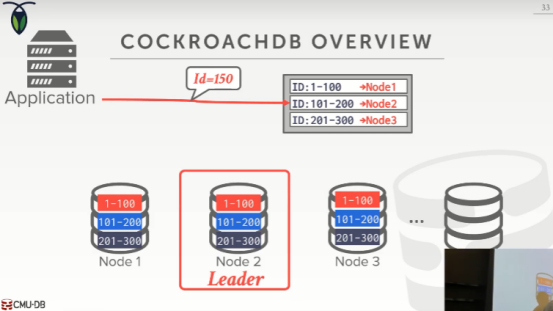 33
COCKROACHDB OVERVIEW
Id=150
Application
ID:1-100 →Node1
ID:101-200 →Node2
ID:201-300 →Node3
1-100
101-200
201-300
Node 1
1-100
101-200
201-300
Node 2
Leader
1-100
101-200
201-300
Node 3
...
CMU-DB